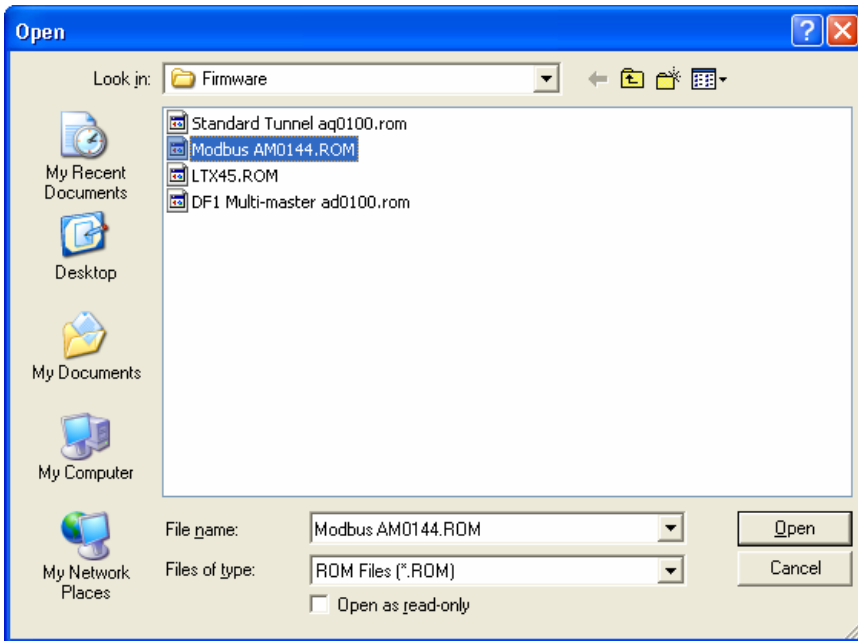 Open
Look in:
Firmware
My Recent
Documents
Desktop
My Documents
My Computer
My Network
Places
Standard Tunnel aq0100.rom
Modbus AM0144.ROM
LTX45.ROM
DF1 Multi-master ad0100.rom
File name:
Modbus AM0144.ROM
Open
Files of type:
ROM Files (*.ROM)
Cancel
Open as read-only